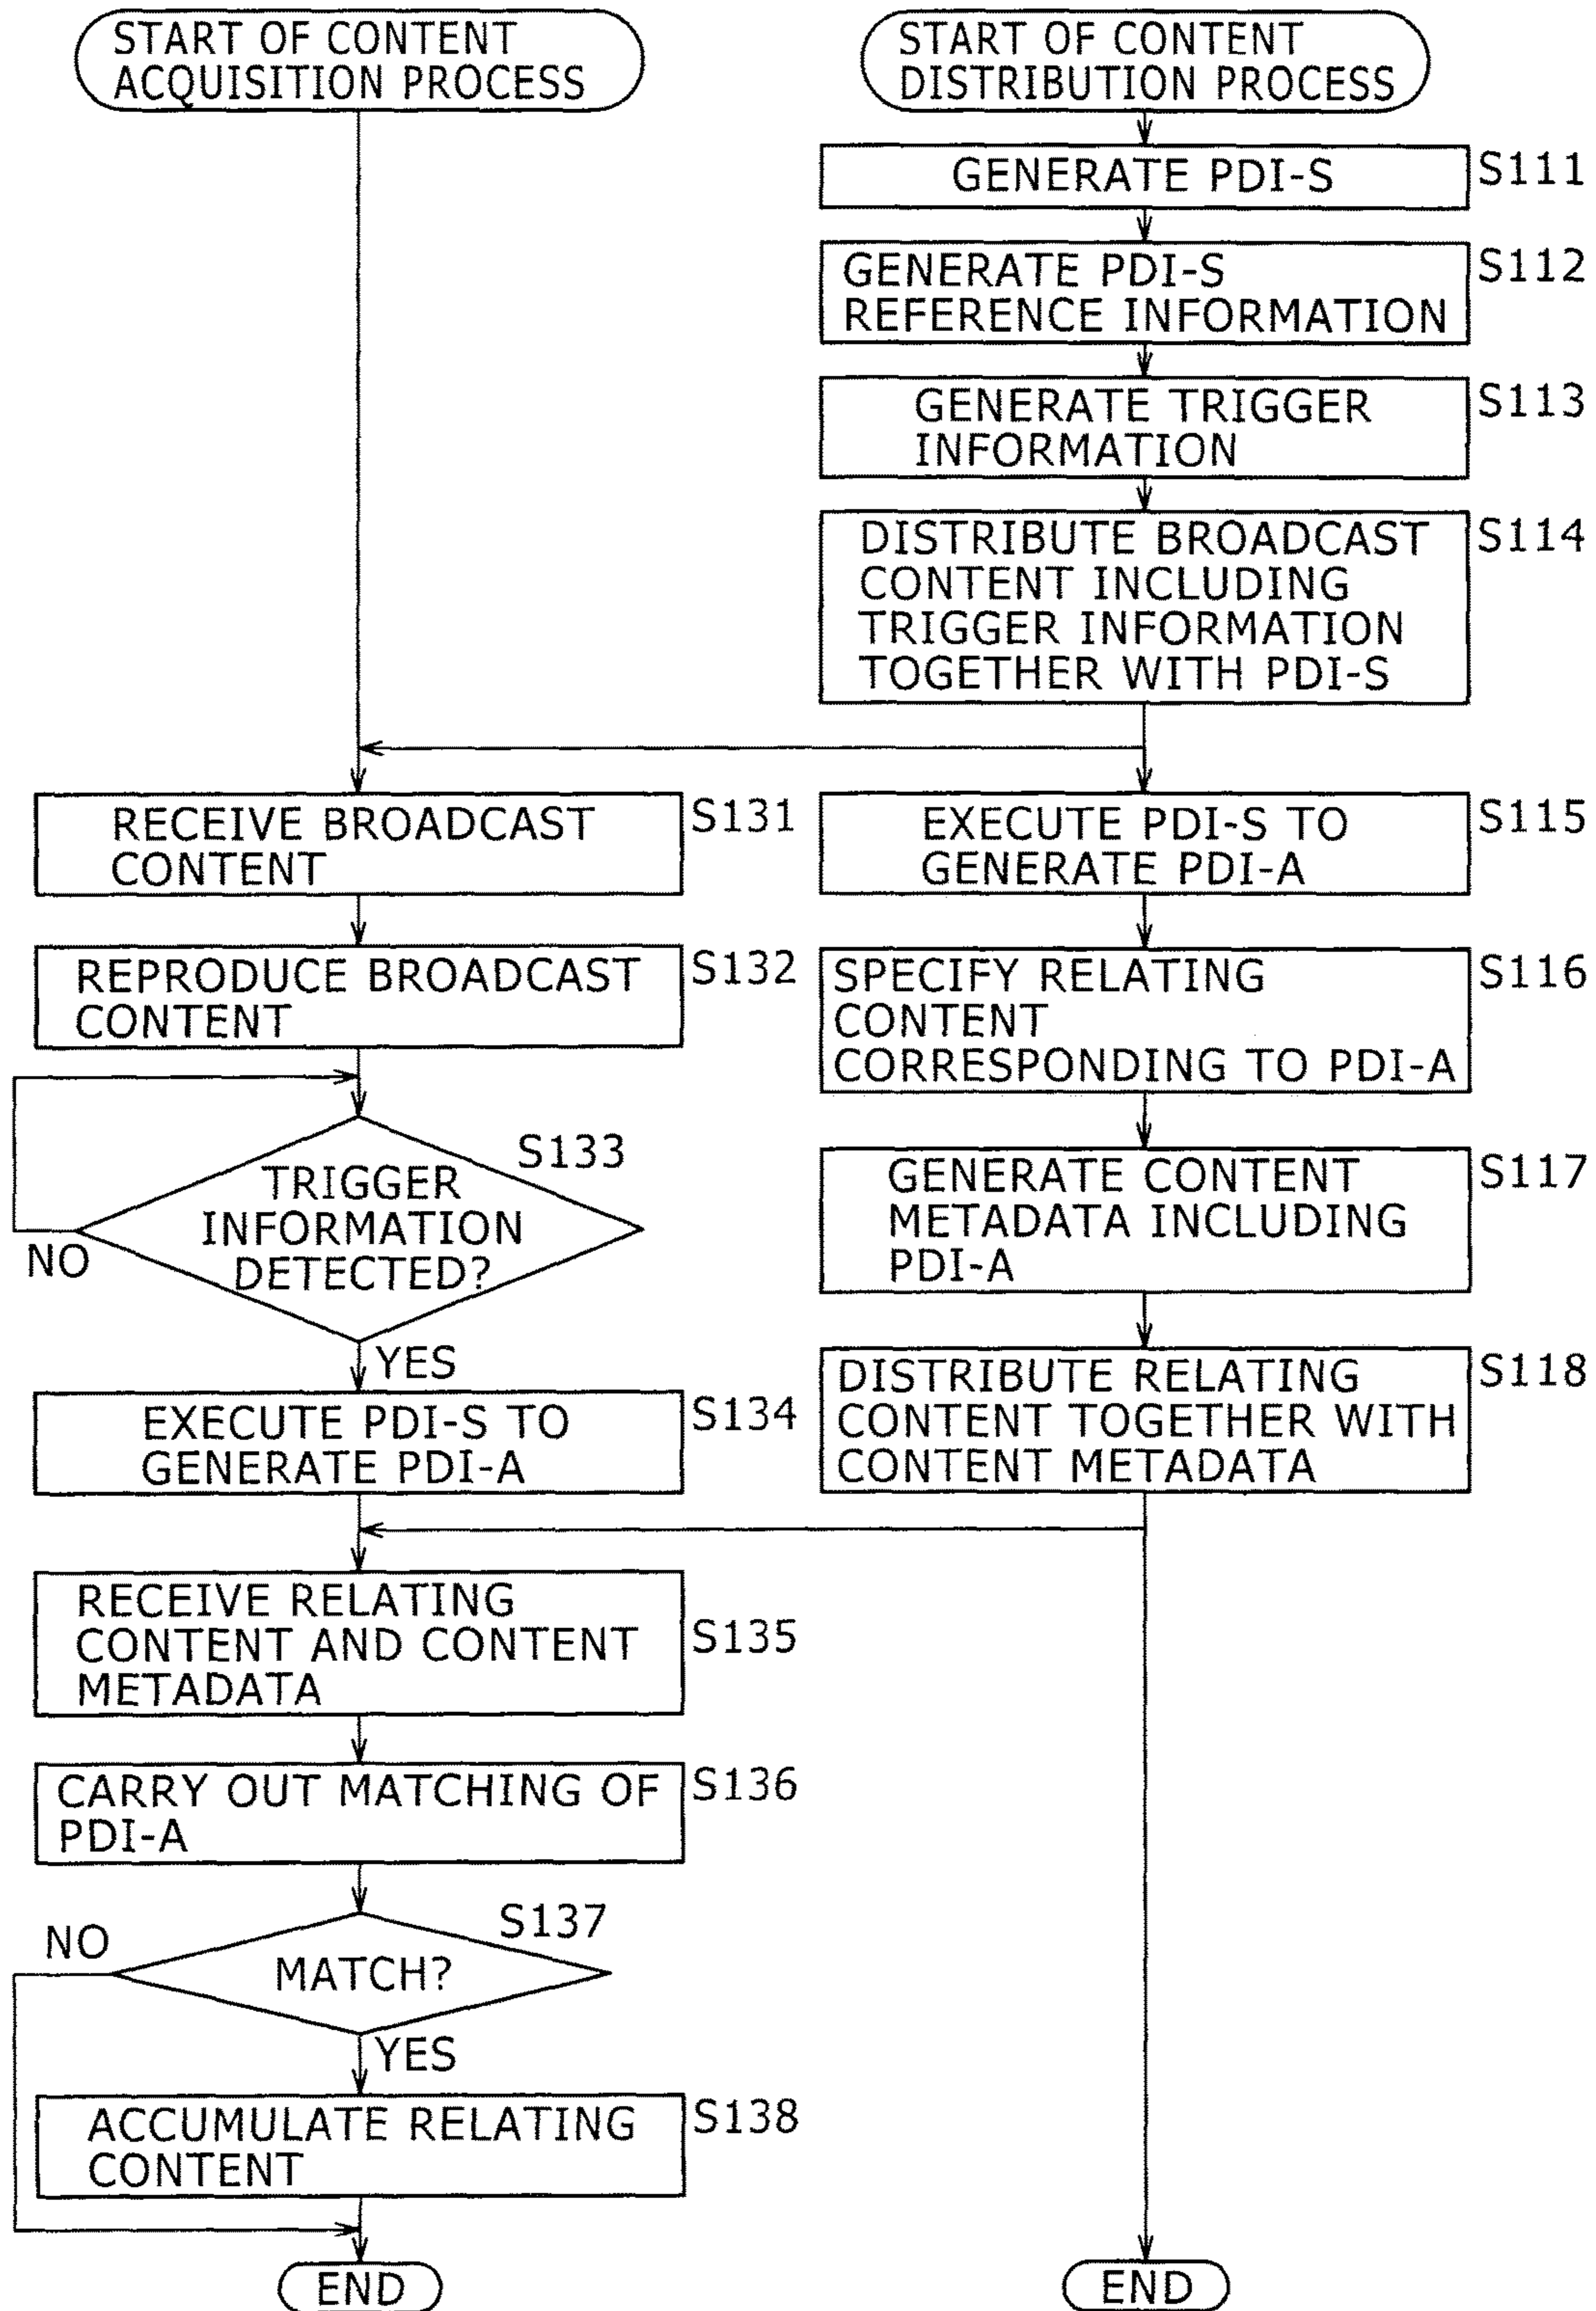 START OF CONTENT
ACQUISITION PROCESS
START OF CONTENT
DISTRIBUTION PROCESS
GENERATE PDI-S
S111
GENERATE PDI-S
REFERENCE INFORMATION
S112
GENERATE TRIGGER
INFORMATION
S113
DISTRIBUTE BROADCAST
CONTENT INCLUDING
TRIGGER INFORMATION
TOGETHER WITH PDI-S
S114
RECEIVE BROADCAST
CONTENT
S131
EXECUTE PDI-S TO
GENERATE PDI-A
S115
REPRODUCE BROADCAST
CONTENT
S132
SPECIFY RELATING
CONTENT
CORRESPONDING TO PDI-A
S116
S133
TRIGGER
INFORMATION
DETECTED?
NO
YES
GENERATE CONTENT
METADATA INCLUDING
PDI-A
S117
EXECUTE PDI-S TO
GENERATE PDI-A
S134
DISTRIBUTE RELATING
CONTENT TOGETHER WITH
CONTENT METADATA
S118
RECEIVE RELATING
CONTENT AND CONTENT
METADATA
S135
CARRY OUT MATCHING OF
PDI-A
S136
S137
NO
MATCH?
YES
ACCUMULATE RELATING
CONTENT
S138
END
END